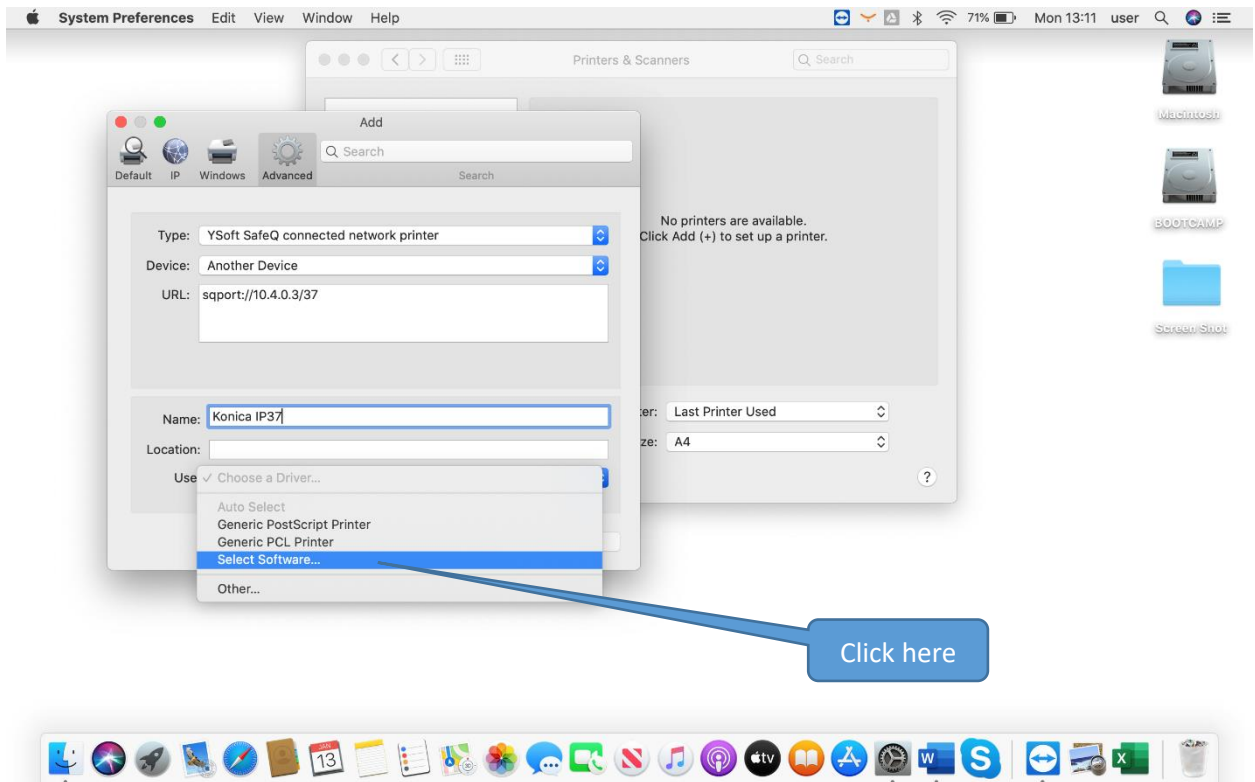 System Preferences Edit View Window Help 71% Mon 13:11 user
Printers & Scanners Search
Macintosh
Add
Search
Default IP Windows Advanced Search
No printers are available.
Click Add (+) to set up a printer.
BOOTCAMP
Type: YSoft SafeQ connected network printer
Device: Another Device
URL: sqport://10.4.0.3/37
Screen Shot
Name: Konica IP37
ter: Last Printer Used
Location:
ze: A4
Use ✓ Choose a Driver...
?
Auto Select
Generic PostScript Printer
Generic PCL Printer
Select Software...
Other...
Click here
JAN
13
tv
W
S
X